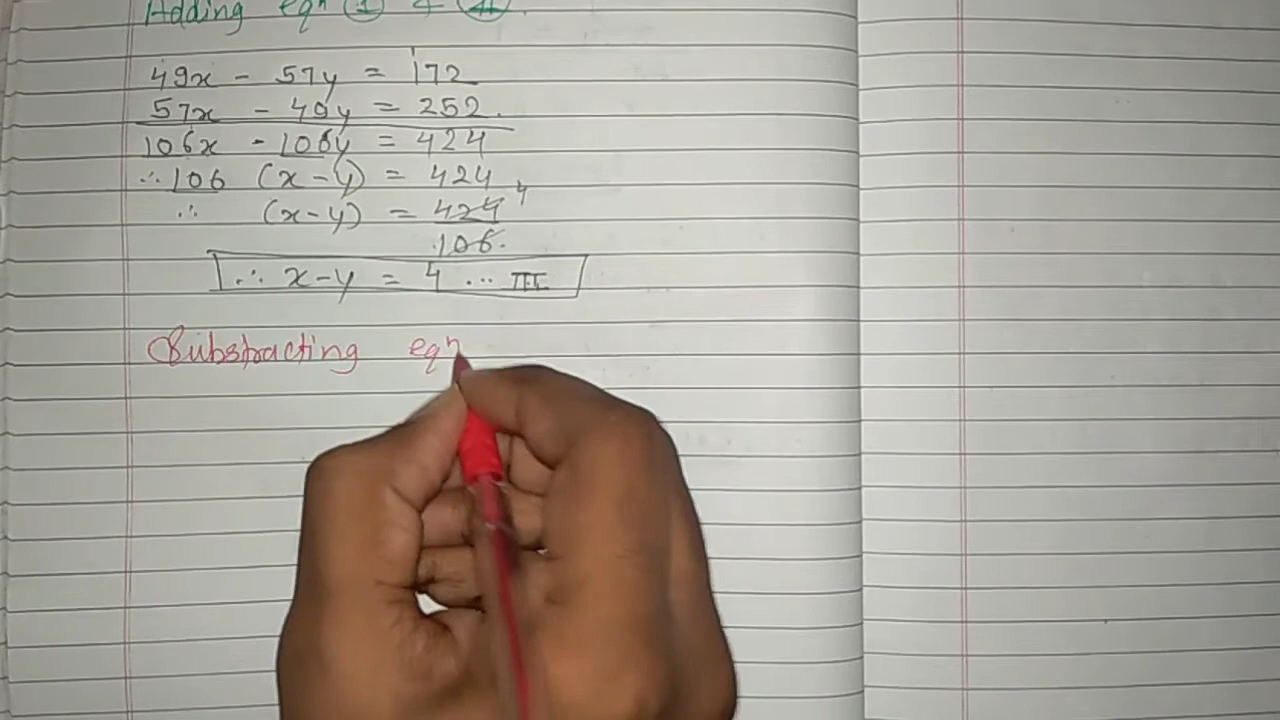 Adding eqn ① & ②.
49x - 57y = 172
57x - 49y = 252.
106x - 106y = 424
∴ 106 (x-y) = 424
∴ (x-y) = 424 4
106.
∴ x-y = 4 ... III
Substracting eqn